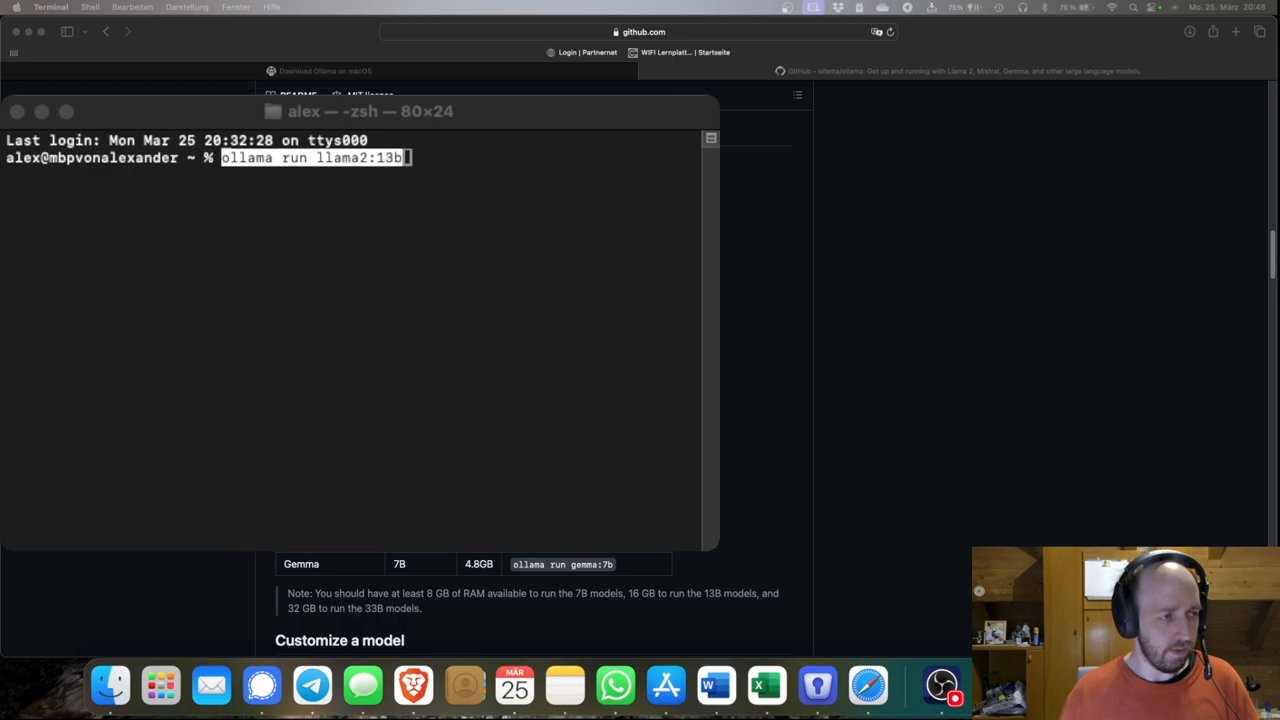 Terminal Shell Bearbeiten Darstellung Fenster Hilfe 75% 75 % Mo. 25. März 20:48
github.com
Login | Partnernet WIFI Lernplatt... | Startseite
Download Ollama on macOS GitHub - ollama/ollama: Get up and running with Llama 2, Mistral, Gemma, and other large language models.
README MIT license
alex — -zsh — 80×24
Last login: Mon Mar 25 20:32:28 on ttys000
alex@mbpvonalexander ~ % ollama run llama2:13b
Gemma 7B 4.8GB ollama run gemma:7b
Note: You should have at least 8 GB of RAM available to run the 7B models, 16 GB to run the 13B models, and
32 GB to run the 33B models.
Customize a model
MÄR
25